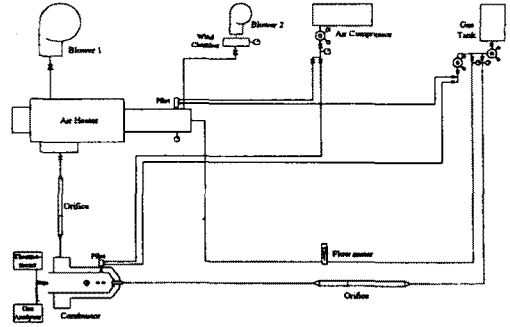 Blower 1
Blower 2
Wind
Chamber
Air Compressor
Gas
Tank
Pilot
Air Heater
Orifice
Pilot
Flow meter
Orifice
Combustor
Gas
Analyzer